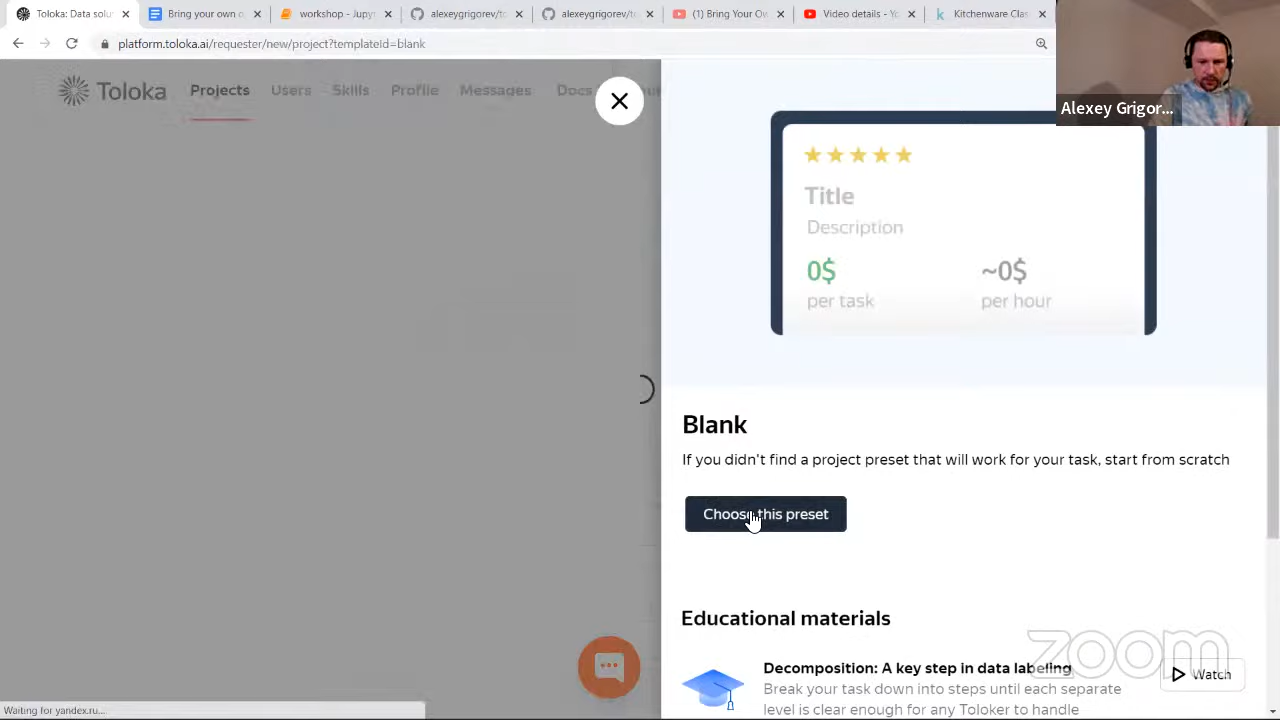 Toloka: Data solut
Bring your own o
workshop - Jupyt
alexeygrigorev/to
alexeygrigorev/to
(1) Bring Your Ow
Video details - Yo
Kitchenware Clas
platform.toloka.ai/requester/new/project?templateId=blank
Alexey Grigor...
Toloka
Projects
Users
Skills
Profile
Messages
Docs
Title
Description
0$
~0$
per task
per hour
Blank
If you didn't find a project preset that will work for your task, start from scratch
Choose this preset
Educational materials
Decomposition: A key step in data labeling
Break your task down into steps until each separate
level is clear enough for any Toloker to handle
Watch
zoom
Waiting for yandex.ru...